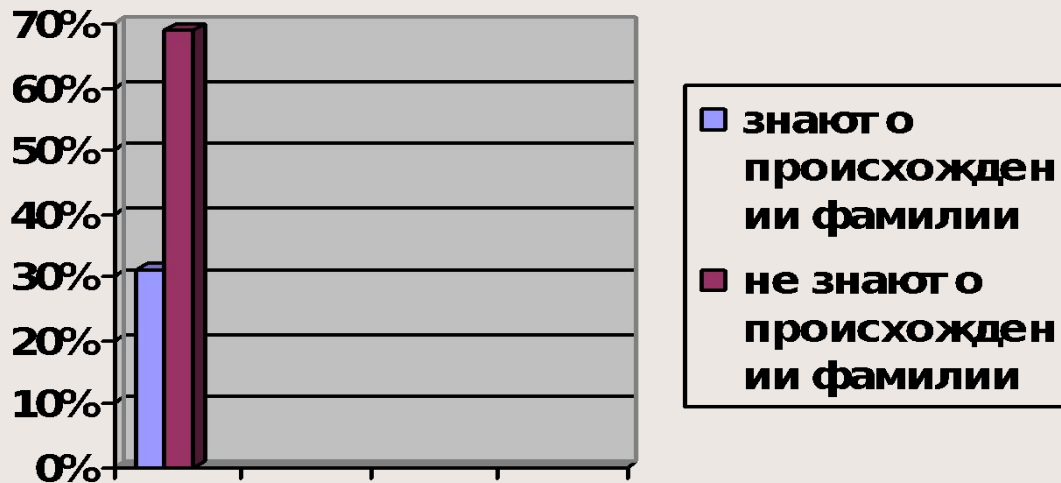 70%
60%
50%
40%
30%
20%
10%
0%
знают о
происхожден
ии фамилии
не знают о
происхожден
ии фамилии